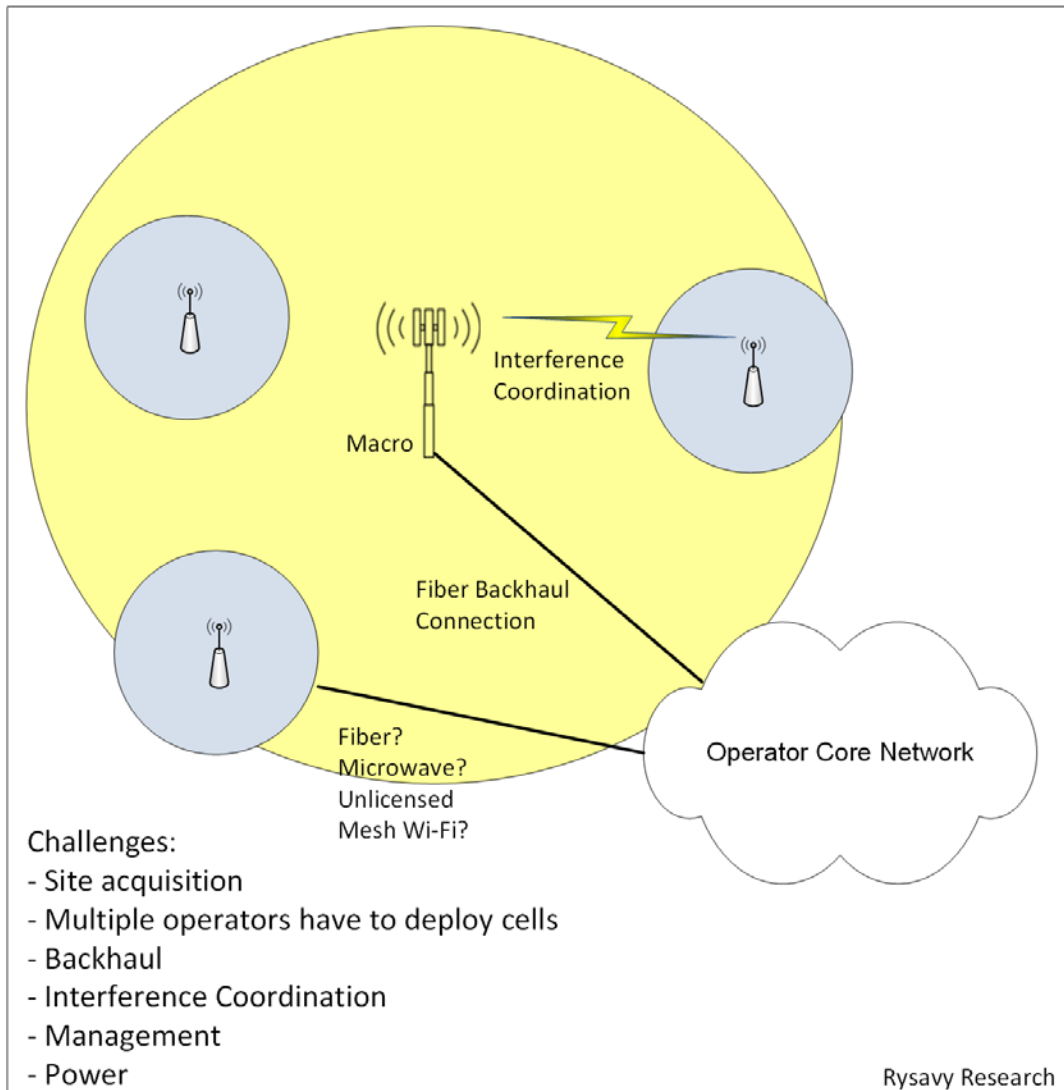 Interference
Coordination
Macro
Fiber Backhaul
Connection
Fiber?
Microwave?
Unlicensed
Mesh Wi-Fi?
Operator Core Network
Challenges:
- Site acquisition
- Multiple operators have to deploy cells
- Backhaul
- Interference Coordination
- Management
- Power
Rysavy Research